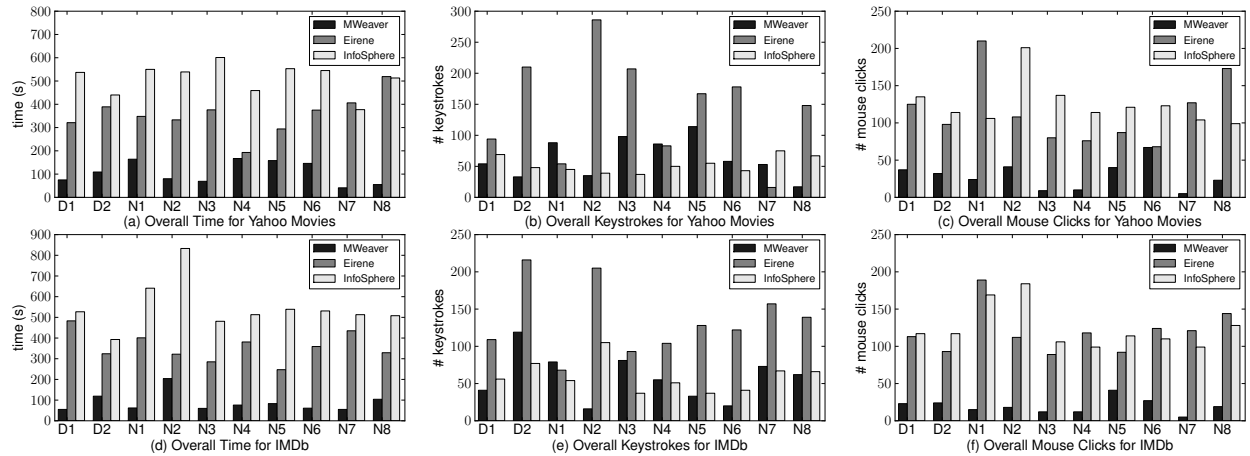 800
700
600
500
400
300
200
100
0
time (s)
MWeaver
Eirene
InfoSphere
D1 D2 N1 N2 N3 N4 N5 N6 N7 N8
(a) Overall Time for Yahoo Movies
300
250
200
150
100
50
0
# keystrokes
MWeaver
Eirene
InfoSphere
D1 D2 N1 N2 N3 N4 N5 N6 N7 N8
(b) Overall Keystrokes for Yahoo Movies
250
200
150
100
50
0
# mouse clicks
MWeaver
Eirene
InfoSphere
D1 D2 N1 N2 N3 N4 N5 N6 N7 N8
(c) Overall Mouse Clicks for Yahoo Movies
900
800
700
600
500
400
300
200
100
0
time (s)
MWeaver
Eirene
InfoSphere
D1 D2 N1 N2 N3 N4 N5 N6 N7 N8
(d) Overall Time for IMDb
250
200
150
100
50
0
# keystrokes
MWeaver
Eirene
InfoSphere
D1 D2 N1 N2 N3 N4 N5 N6 N7 N8
(e) Overall Keystrokes for IMDb
250
200
150
100
50
0
# mouse clicks
MWeaver
Eirene
InfoSphere
D1 D2 N1 N2 N3 N4 N5 N6 N7 N8
(f) Overall Mouse Clicks for IMDb